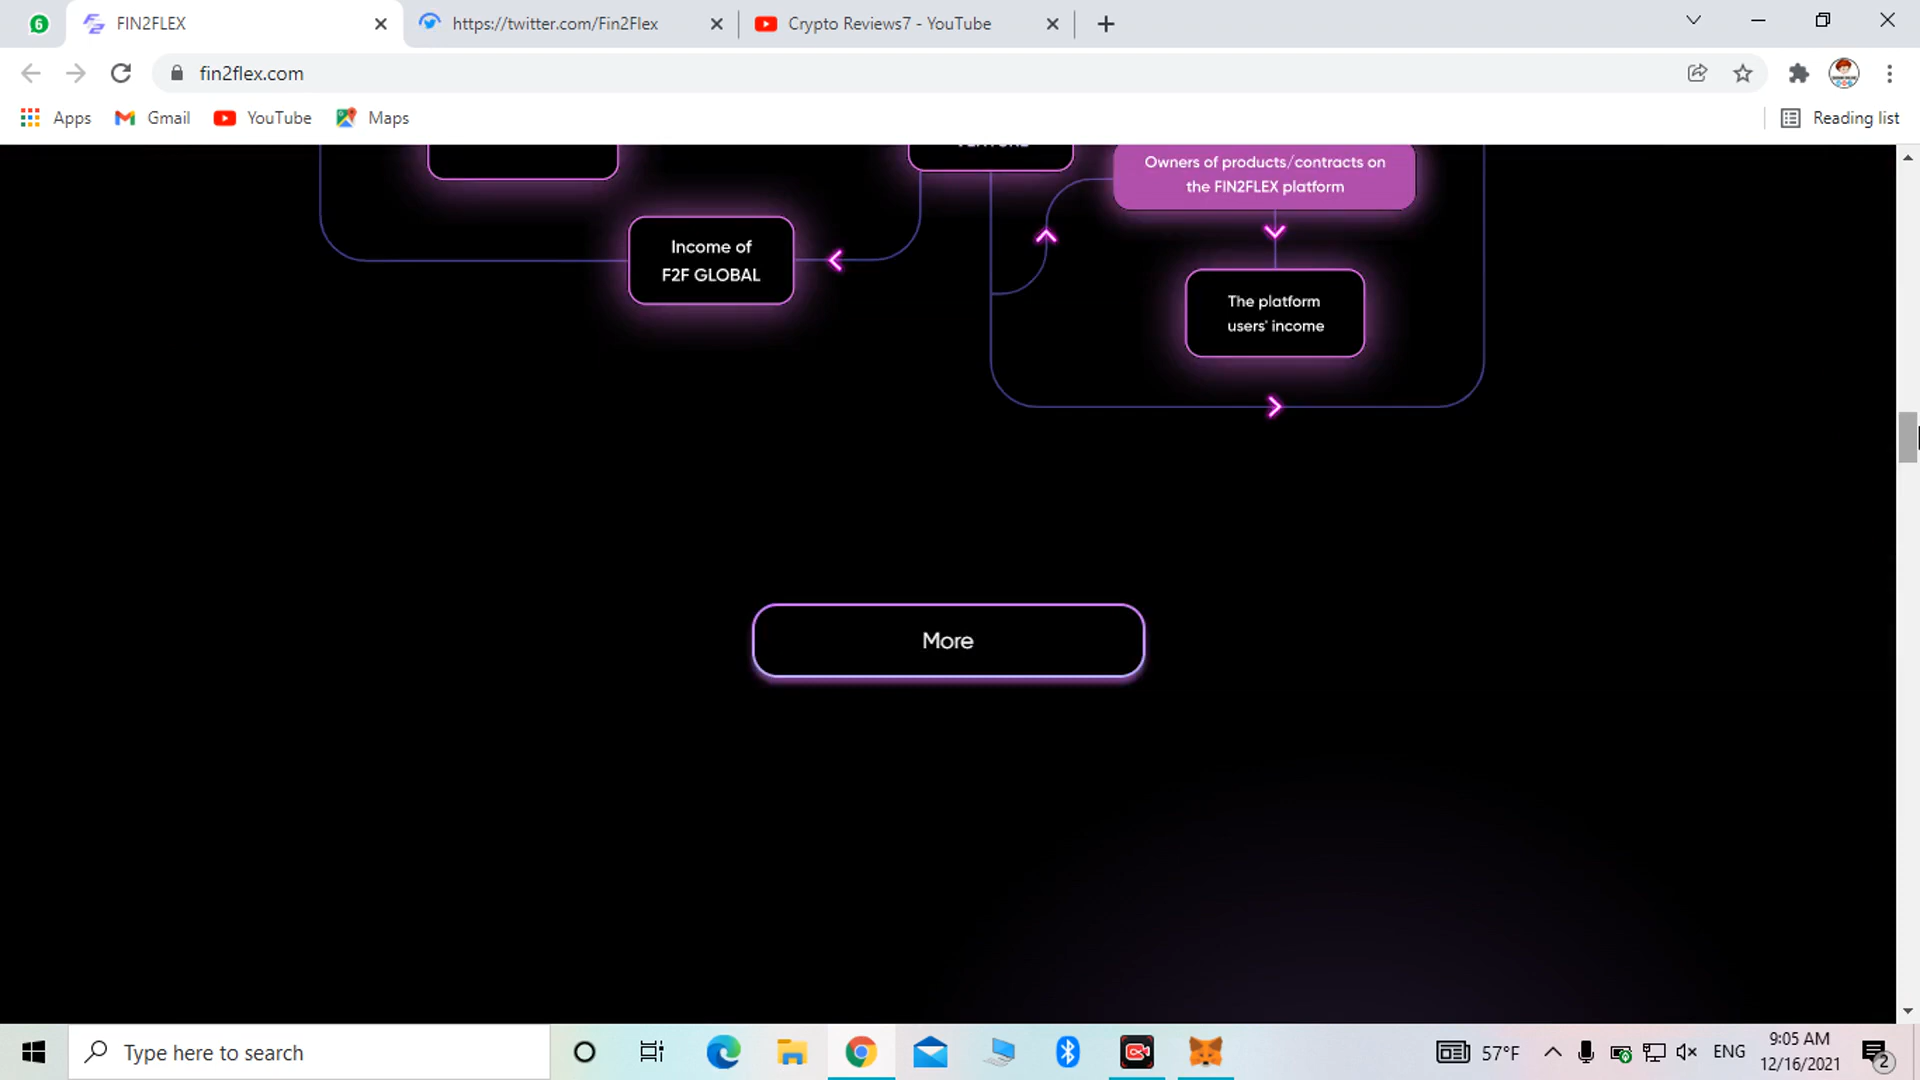 6
FIN2FLEX
https://twitter.com/Fin2Flex
Crypto Reviews7 - YouTube
fin2flex.com
Apps
Gmail
YouTube
Maps
Reading list
Owners of products/contracts on
the FIN2FLEX platform
Income of
F2F GLOBAL
The platform
users' income
More
Type here to search
57°F
ENG
9:05 AM
12/16/2021
2